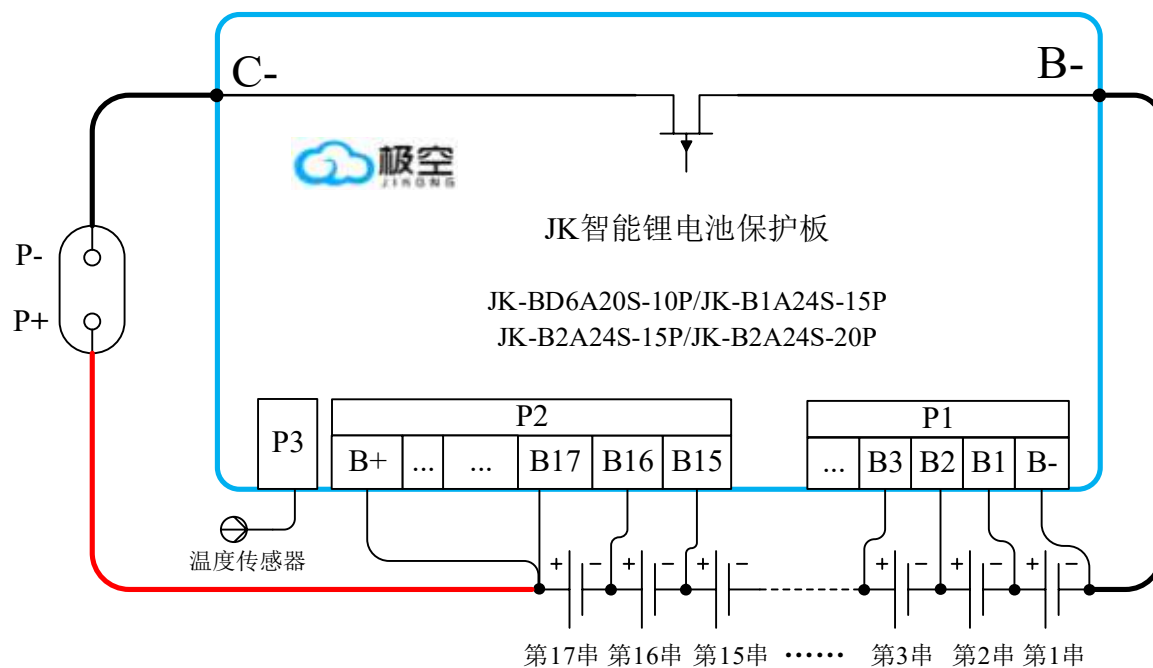 C- B-
极空
JIKONG
JK智能锂电池保护板
P-
P+
JK-BD6A20S-10P/JK-B1A24S-15P
JK-B2A24S-15P/JK-B2A24S-20P
P3
P2
B+ ... ... B17 B16 B15
P1
... B3 B2 B1 B-
温度传感器
+ - + - + - + - + - + -
第17串 第16串 第15串 ······ 第3串 第2串 第1串